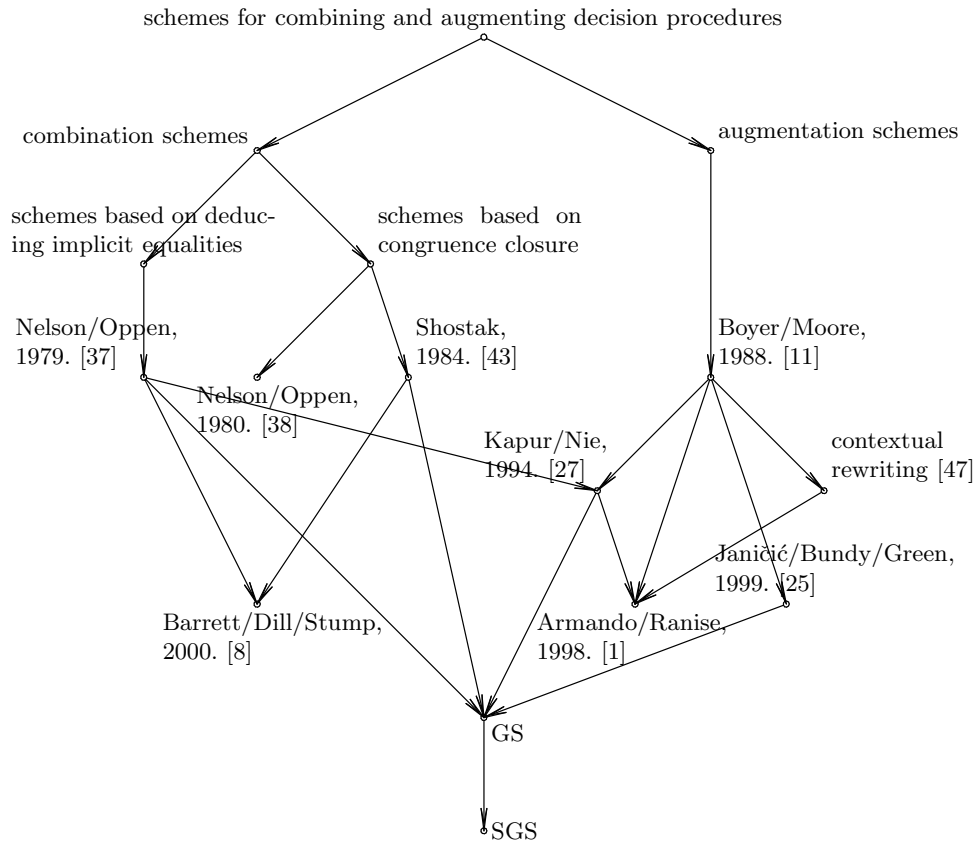 schemes for combining and augmenting decision procedures
combination schemes
augmentation schemes
schemes based on deduc-
ing implicit equalities
schemes based on
congruence closure
Nelson/Oppen,
1979. [37]
Shostak,
1984. [43]
Boyer/Moore,
1988. [11]
Nelson/Oppen,
1980. [38]
Kapur/Nie,
1994. [27]
contextual
rewriting [47]
Janičić/Bundy/Green,
1999. [25]
Barrett/Dill/Stump,
2000. [8]
Armando/Ranise,
1998. [1]
GS
SGS